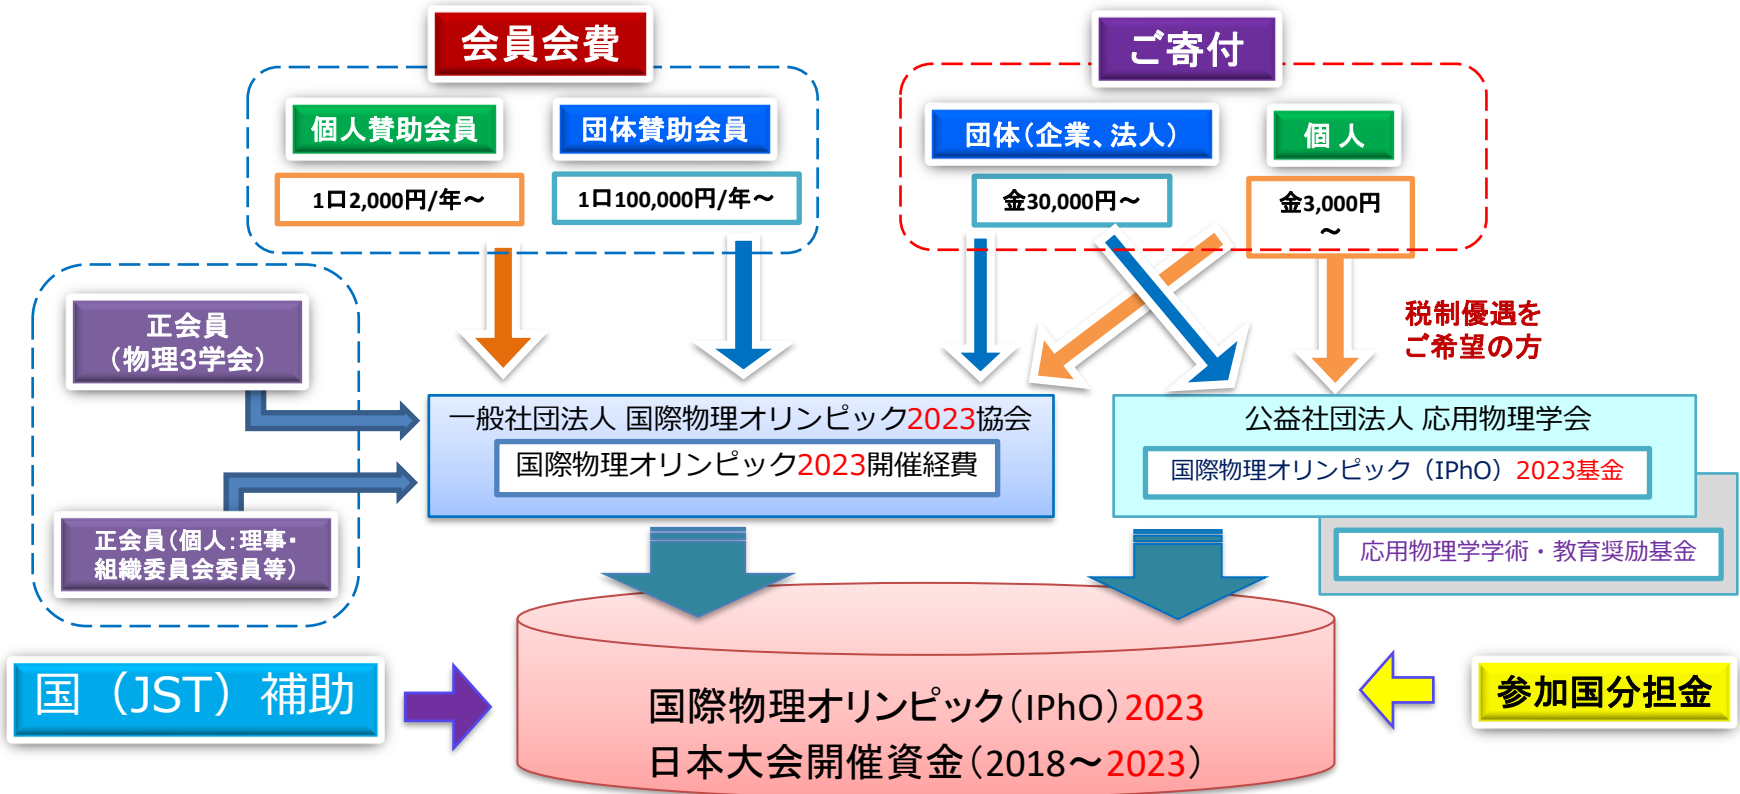 会員会費
ご寄付
個人賛助会員
団体賛助会員
団体(企業、法人)
個 人
1口2,000円/年～
1口100,000円/年～
金30,000円～
金3,000円
～
正会員
(物理3学会)
税制優遇を
ご希望の方
一般社団法人 国際物理オリンピック2023協会
国際物理オリンピック2023開催経費
公益社団法人 応用物理学会
国際物理オリンピック（IPhO）2023基金
正会員(個人:理事・
組織委員会委員等)
応用物理学学術・教育奨励基金
国（JST）補助
参加国分担金
国際物理オリンピック(IPhO)2023
日本大会開催資金(2018～2023)